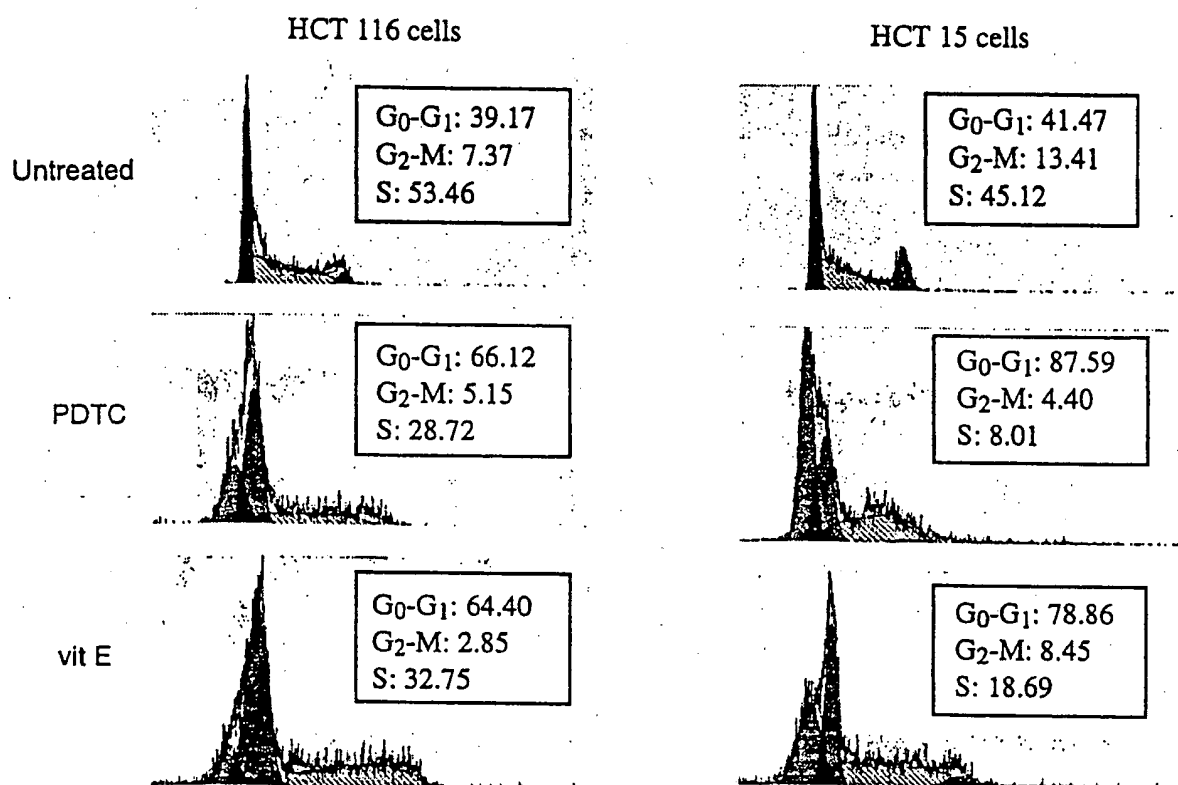 HCT 116 cells
HCT 15 cells
Untreated
G0-G1: 39.17
G2-M: 7.37
S: 53.46
G0-G1: 41.47
G2-M: 13.41
S: 45.12
PDTC
G0-G1: 66.12
G2-M: 5.15
S: 28.72
G0-G1: 87.59
G2-M: 4.40
S: 8.01
vit E
G0-G1: 64.40
G2-M: 2.85
S: 32.75
G0-G1: 78.86
G2-M: 8.45
S: 18.69